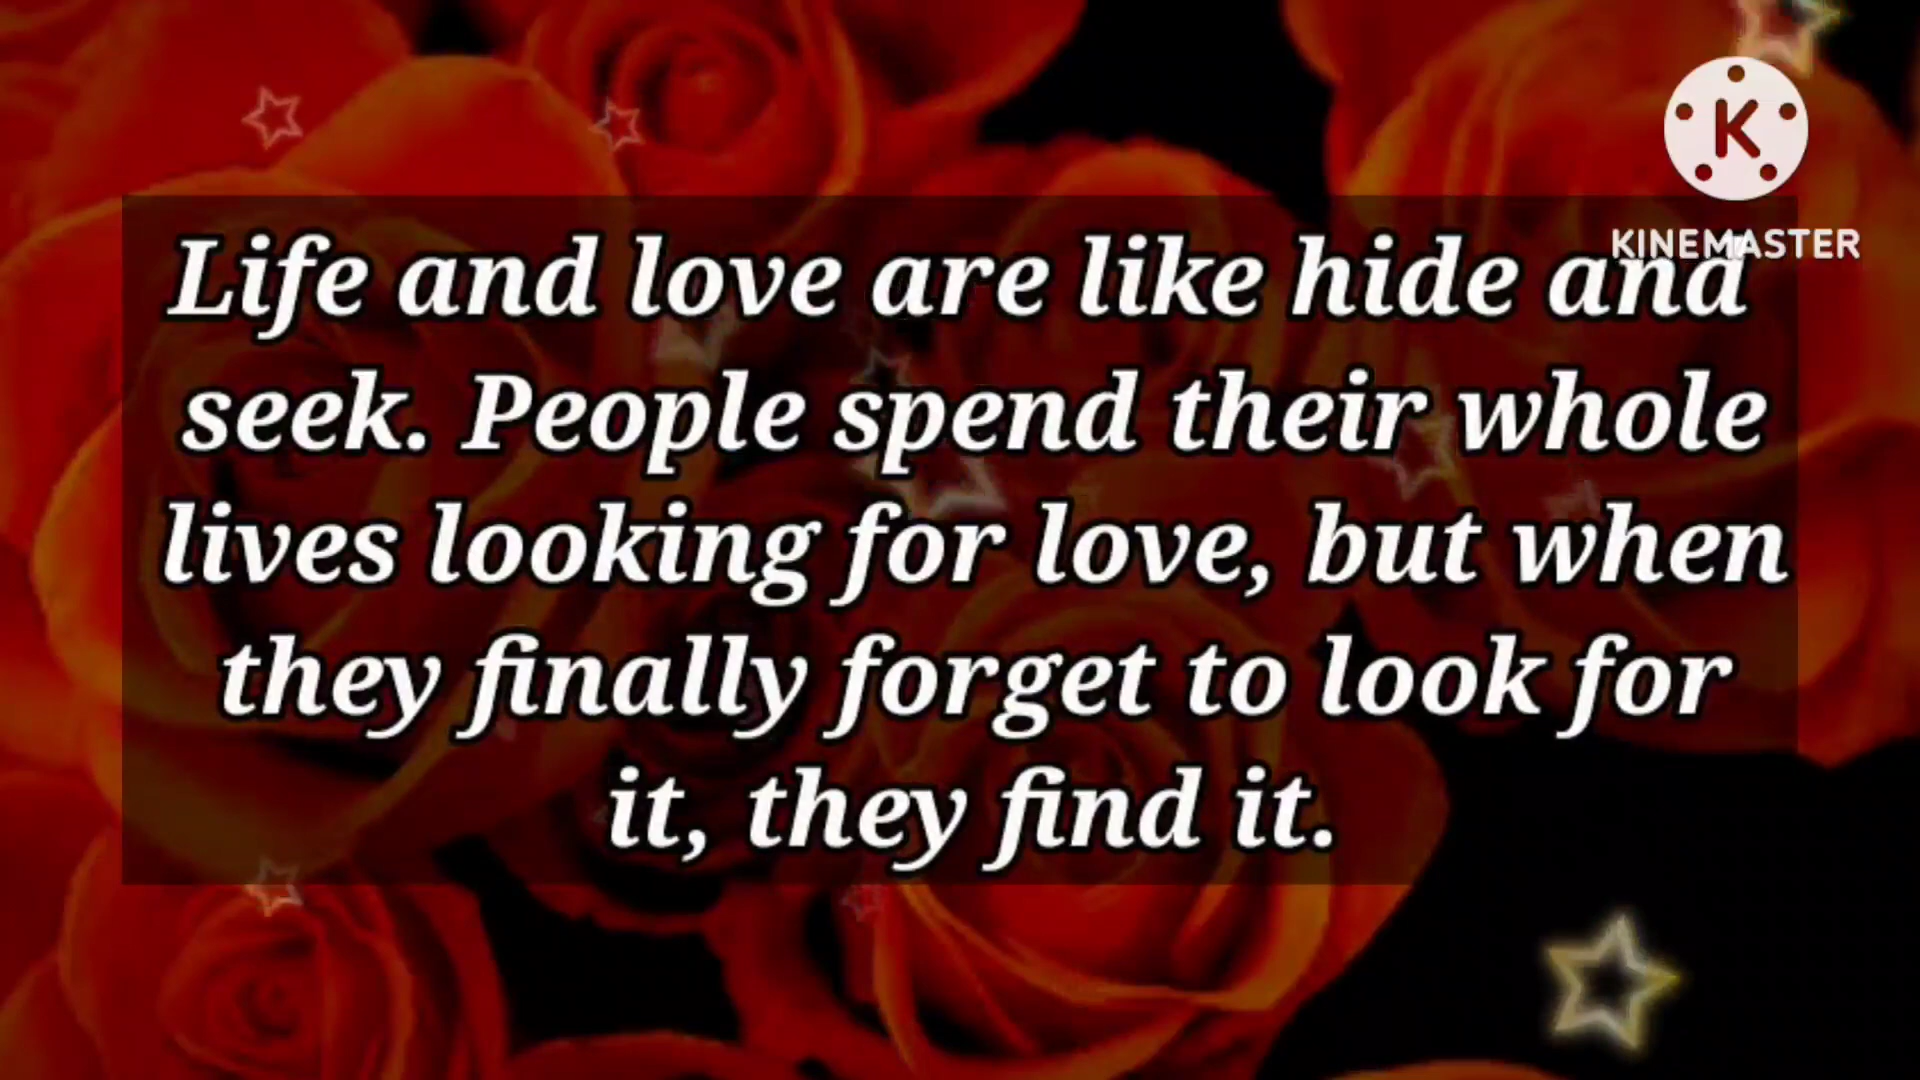 KINEMASTER
Life and love are like hide and
seek. People spend their whole
lives looking for love, but when
they finally forget to look for
it, they find it.